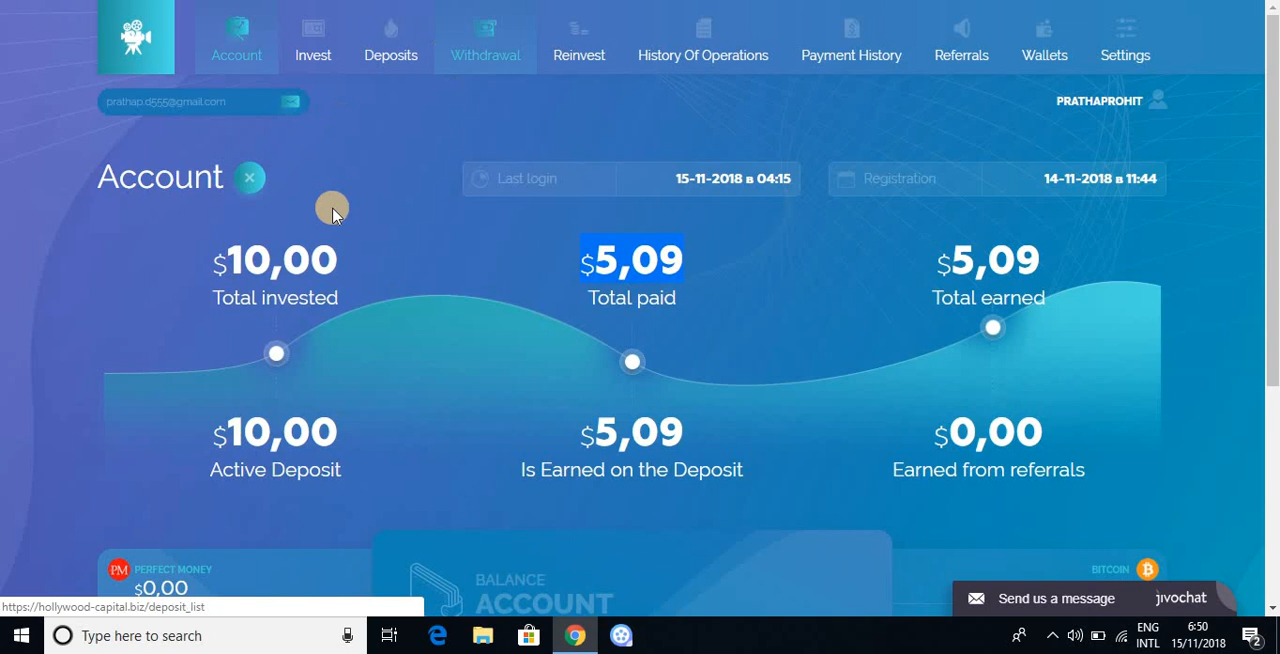 Account
Invest
Deposits
Withdrawal
Reinvest
History Of Operations
Payment History
Referrals
Wallets
Settings
prathap.d555@gmail.com
PRATHAPROHIT
Account
Last login
15-11-2018 в 04:15
Registration
14-11-2018 в 11:44
$10,00
Total invested
$5,09
Total paid
$5,09
Total earned
$10,00
Active Deposit
$5,09
Is Earned on the Deposit
$0,00
Earned from referrals
PM
PERFECT MONEY
$0,00
BALANCE
ACCOUNT
BITCOIN
Send us a message
jivochat
https://hollywood-capital.biz/deposit_list
Type here to search
ENG
INTL
6:50
15/11/2018
2